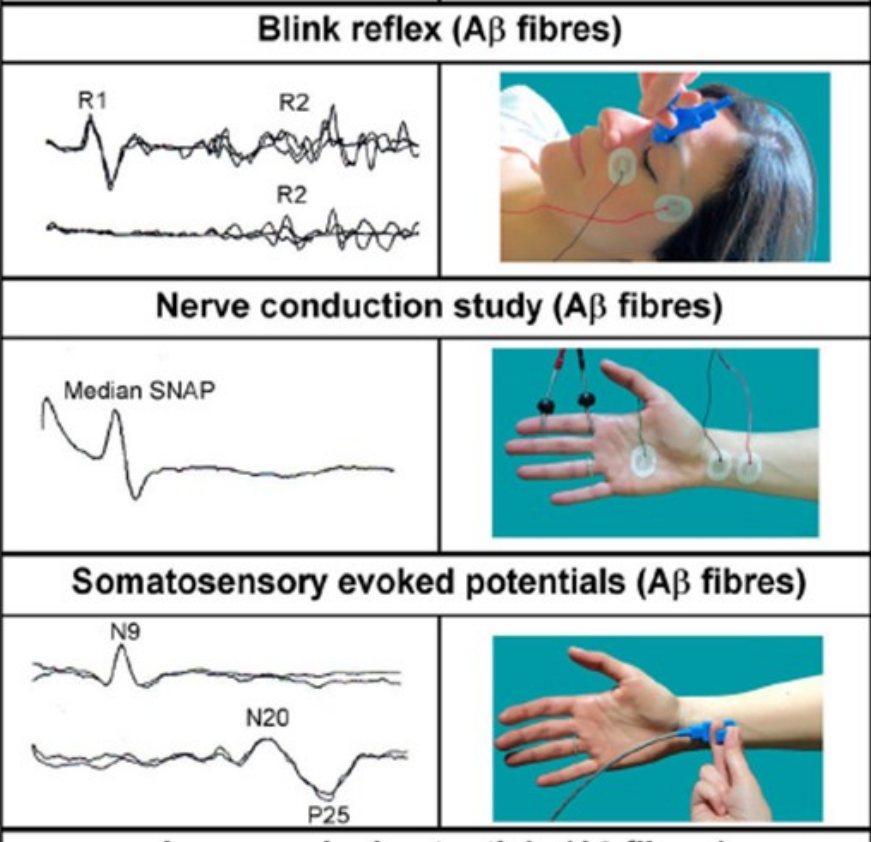 Blink reflex (Aβ fibres)
R1
R2
R2
Nerve conduction study (Aβ fibres)
Median SNAP
Somatosensory evoked potentials (Aβ fibres)
N9
N20
P25